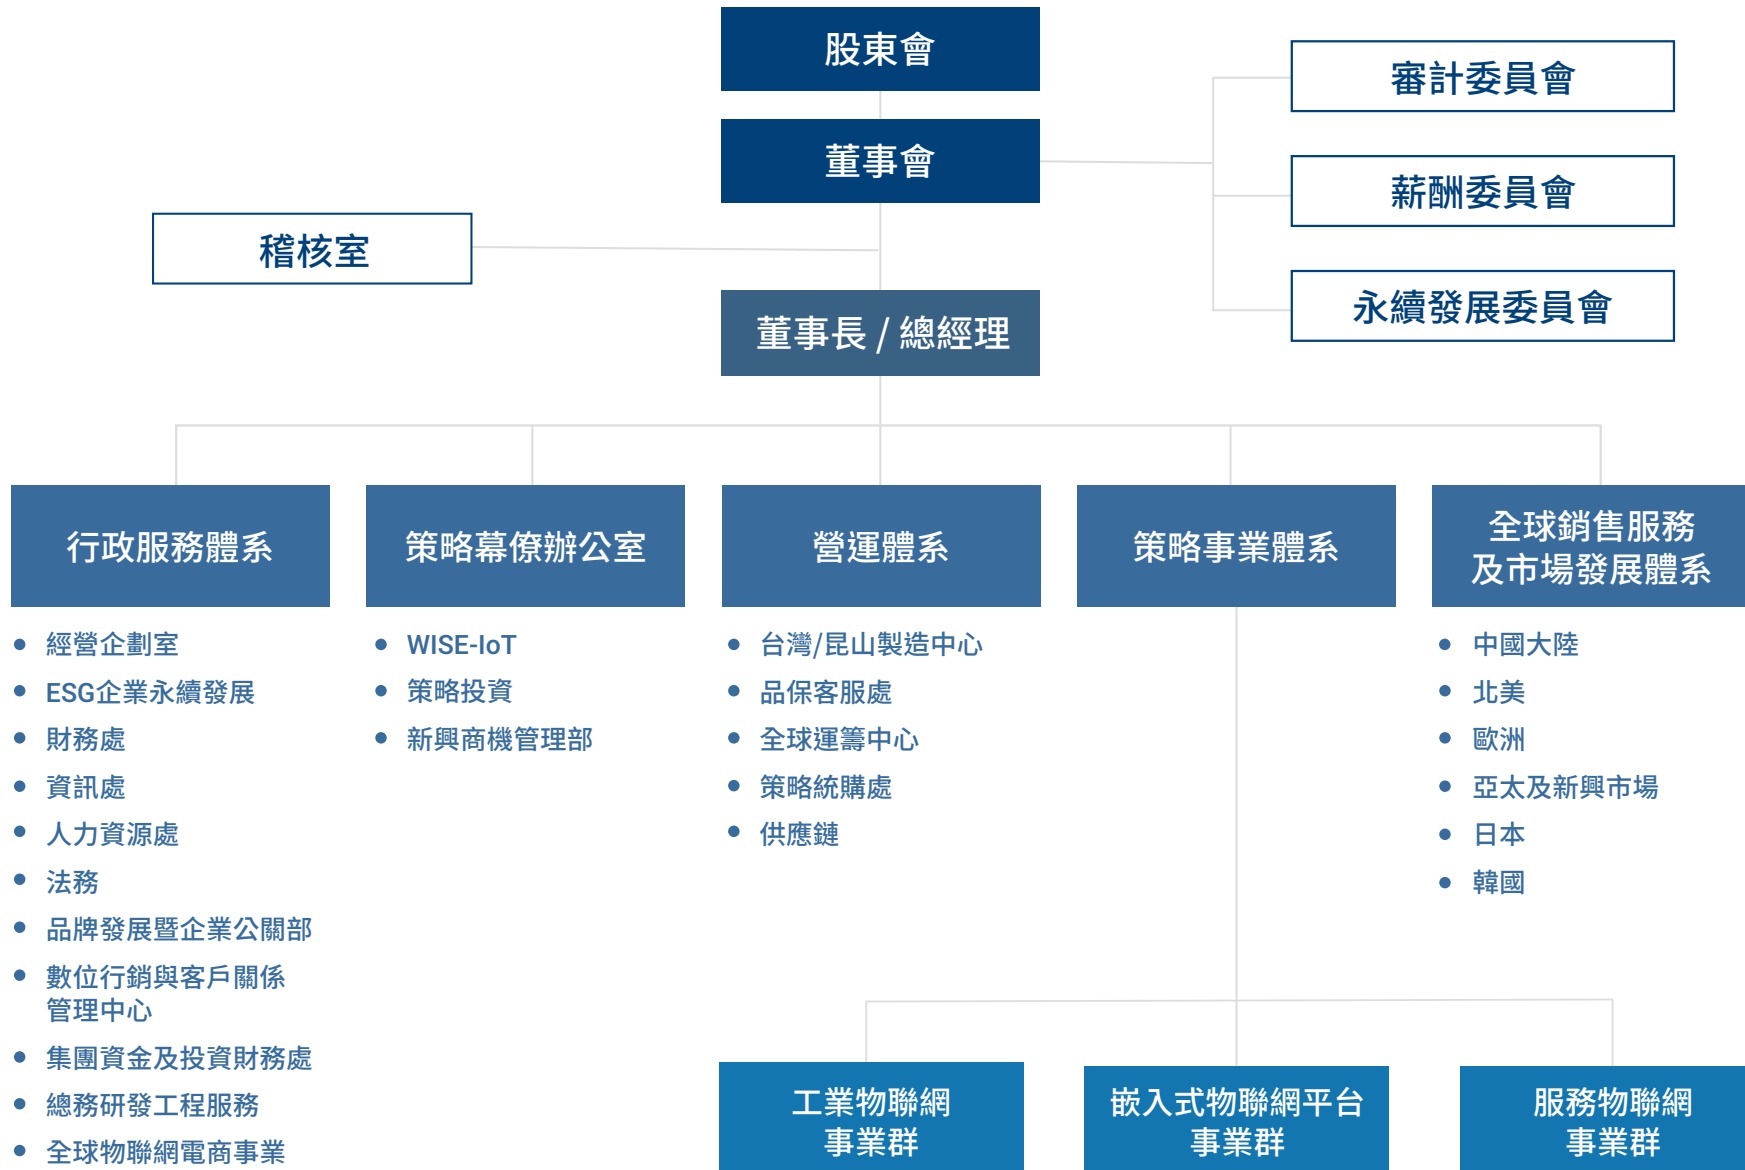 股東會
董事會
審計委員會
薪酬委員會
永續發展委員會
稽核室
董事長 / 總經理
行政服務體系
經營企劃室
ESG企業永續發展
財務處
資訊處
人力資源處
法務
品牌發展暨企業公關部
數位行銷與客戶關係
管理中心
集團資金及投資財務處
總務研發工程服務
全球物聯網電商事業
策略幕僚辦公室
WISE-IoT
策略投資
新興商機管理部
營運體系
台灣/昆山製造中心
品保客服處
全球運籌中心
策略統購處
供應鏈
策略事業體系
工業物聯網
事業群
嵌入式物聯網平台
事業群
服務物聯網
事業群
全球銷售服務
及市場發展體系
中國大陸
北美
歐洲
亞太及新興市場
日本
韓國